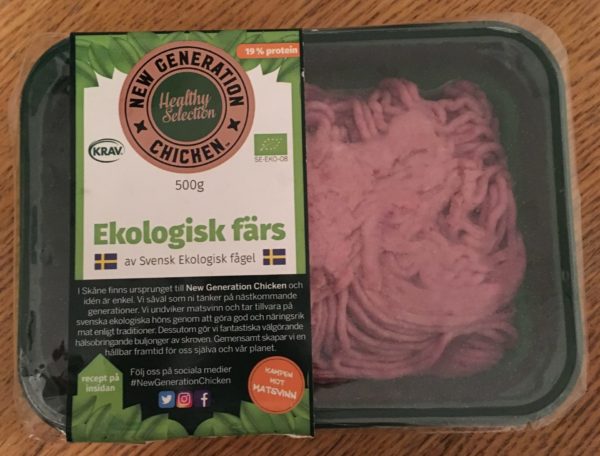 19 % protein
NEW GENERATION
Healthy
Selection
CHICKEN™
KRAV
SE-EKO-08
500g
Ekologisk färs
av Svensk Ekologisk fågel
I Skåne finns ursprunget till New Generation Chicken och
idén är enkel. Vi såväl som ni tänker på nästkommande
generationer. Vi undviker matsvinn och tar tillvara på
svenska ekologiska höns genom att göra god och näringsrik
mat enligt traditioner. Dessutom gör vi fantastiska välgörande
hälsobringande buljonger av skroven. Gemensamt skapar vi en
hållbar framtid för oss själva och vår planet.
recept på
insidan
Följ oss på sociala medier
#NewGenerationChicken
KAMPEN
MOT
MATSVINN